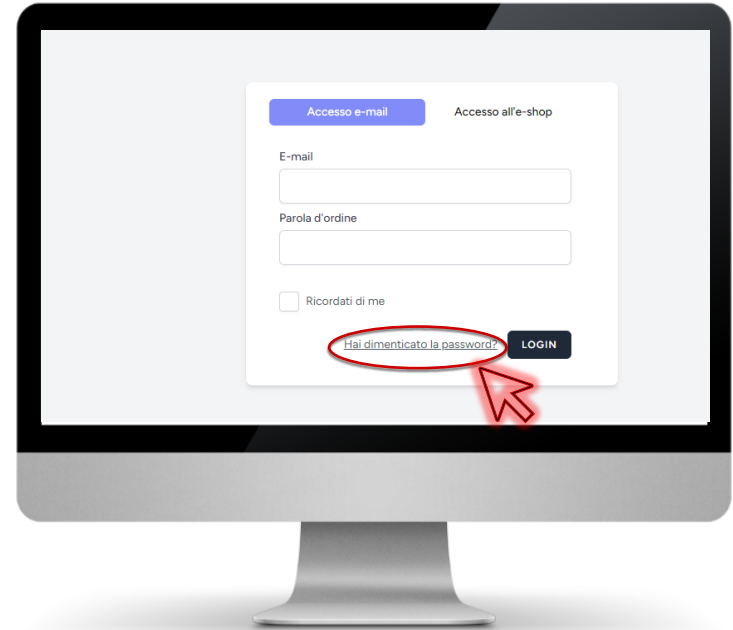 Accesso e-mail
Accesso all'e-shop
E-mail
Parola d'ordine
Ricordati di me
Hai dimenticato la password?
LOGIN